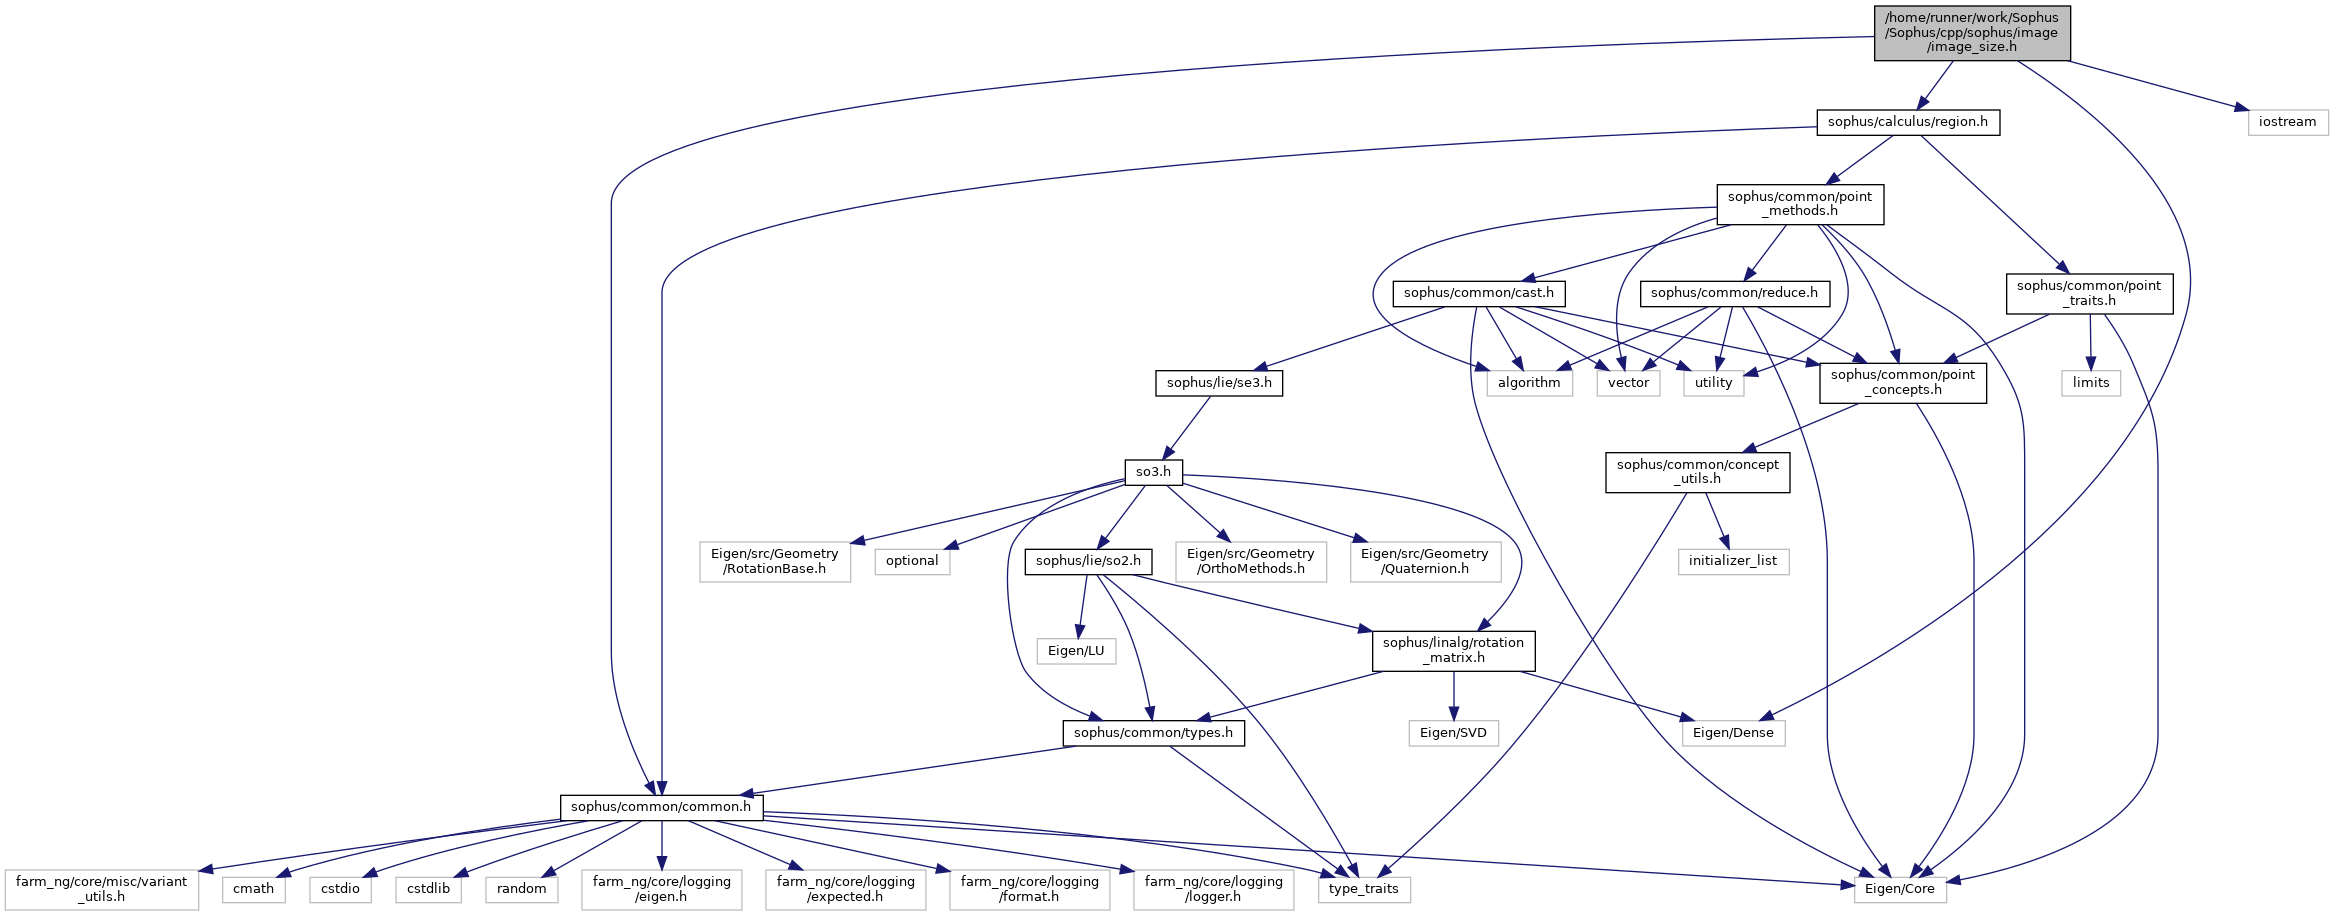 /home/runner/work/Sophus
/Sophus/cpp/sophus/image
/image_size.h
sophus/calculus/region.h
iostream
sophus/common/point
_methods.h
sophus/common/cast.h
sophus/common/reduce.h
sophus/common/point
_traits.h
sophus/lie/se3.h
algorithm
vector
utility
sophus/common/point
_concepts.h
limits
so3.h
sophus/common/concept
_utils.h
Eigen/src/Geometry
/RotationBase.h
optional
sophus/lie/so2.h
Eigen/src/Geometry
/OrthoMethods.h
Eigen/src/Geometry
/Quaternion.h
initializer_list
Eigen/LU
sophus/linalg/rotation
_matrix.h
sophus/common/types.h
Eigen/SVD
Eigen/Dense
sophus/common/common.h
farm_ng/core/misc/variant
_utils.h
cmath
cstdio
cstdlib
random
farm_ng/core/logging
/eigen.h
farm_ng/core/logging
/expected.h
farm_ng/core/logging
/format.h
farm_ng/core/logging
/logger.h
type_traits
Eigen/Core